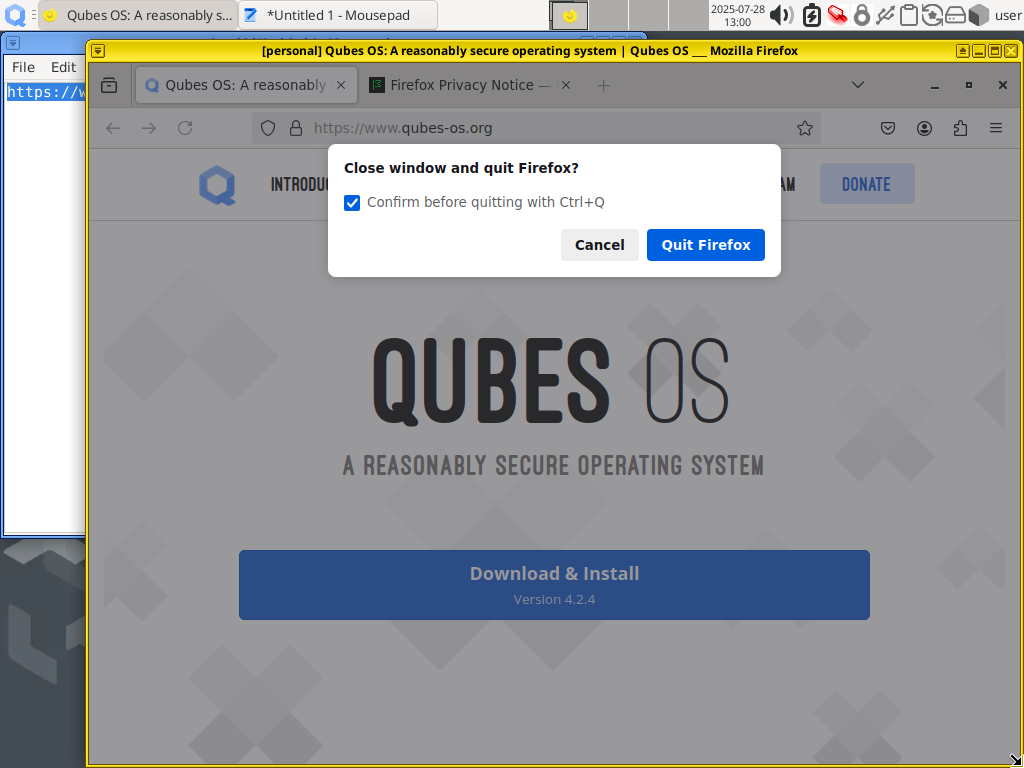 Qubes OS: A reasonably s...
*Untitled 1 - Mousepad
2025-07-28
13:00
user
[personal] Qubes OS: A reasonably secure operating system | Qubes OS __ Mozilla Firefox
File Edit
https://w
Qubes OS: A reasonably
Firefox Privacy Notice —
https://www.qubes-os.org
Close window and quit Firefox?
Confirm before quitting with Ctrl+Q
Cancel
Quit Firefox
DONATE
QUBES OS
A REASONABLY SECURE OPERATING SYSTEM
Download & Install
Version 4.2.4